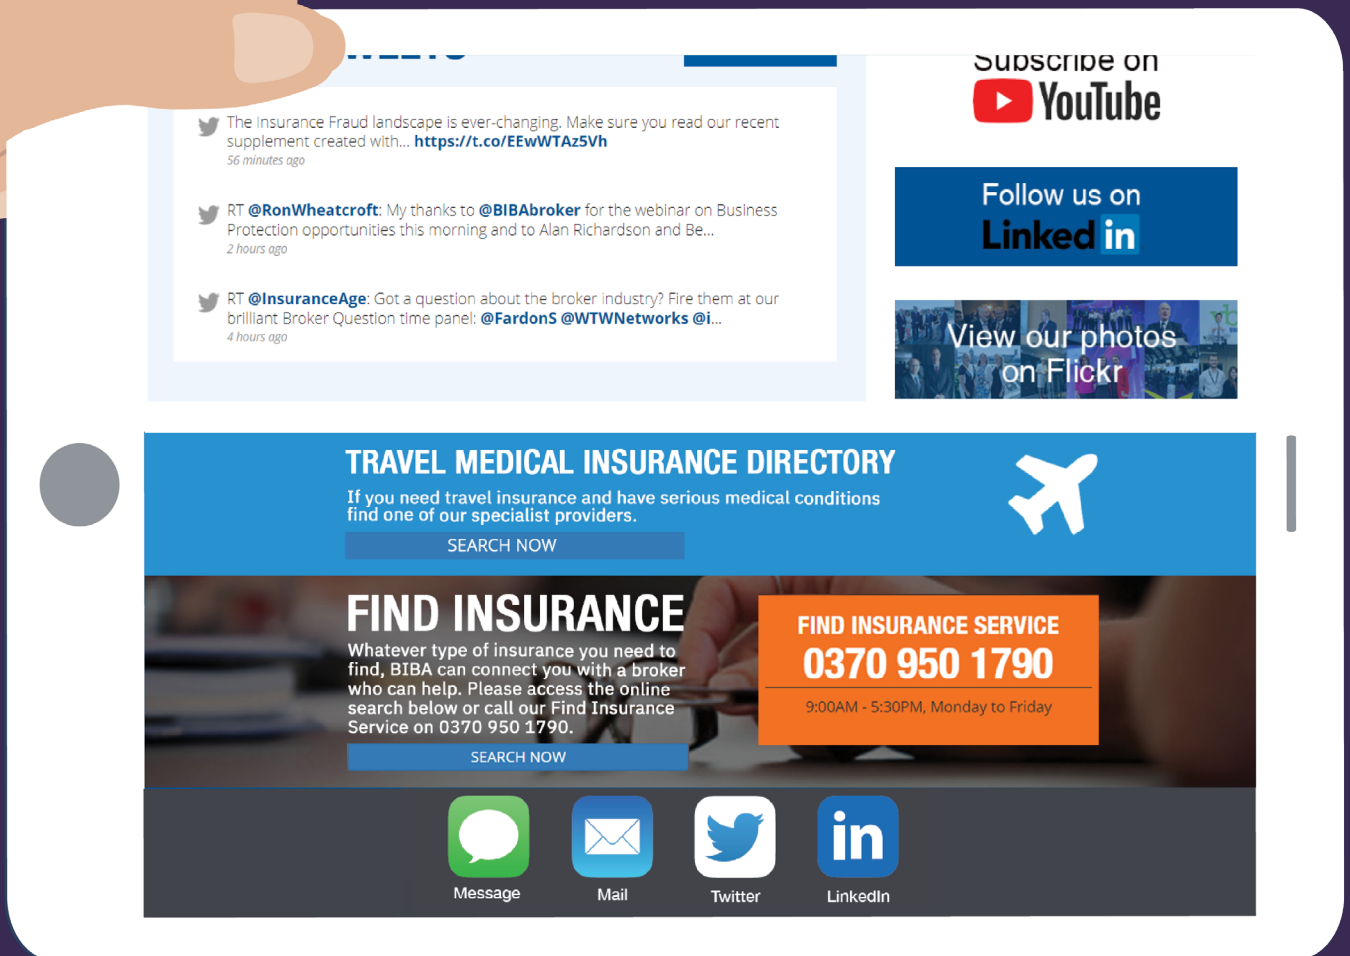 The Insurance Fraud landscape is ever-changing. Make sure you read our recent
supplement created with... https://t.co/EEwWTAz5Vh
56 minutes ago
RT @RonWheatcroft: My thanks to @BIBAbroker for the webinar on Business
Protection opportunities this morning and to Alan Richardson and Be...
2 hours ago
RT @InsuranceAge: Got a question about the broker industry? Fire them at our
brilliant Broker Question time panel: @FardonS @WTWNetworks @i...
4 hours ago
Subscribe on
YouTube
Follow us on
Linked in
View our photos
on Flickr
TRAVEL MEDICAL INSURANCE DIRECTORY
If you need travel insurance and have serious medical conditions
find one of our specialist providers.
SEARCH NOW
FIND INSURANCE
Whatever type of insurance you need to
find, BIBA can connect you with a broker
who can help. Please access the online
search below or call our Find Insurance
Service on 0370 950 1790.
SEARCH NOW
FIND INSURANCE SERVICE
0370 950 1790
9:00AM - 5:30PM, Monday to Friday
in
Message
Mail
Twitter
LinkedIn